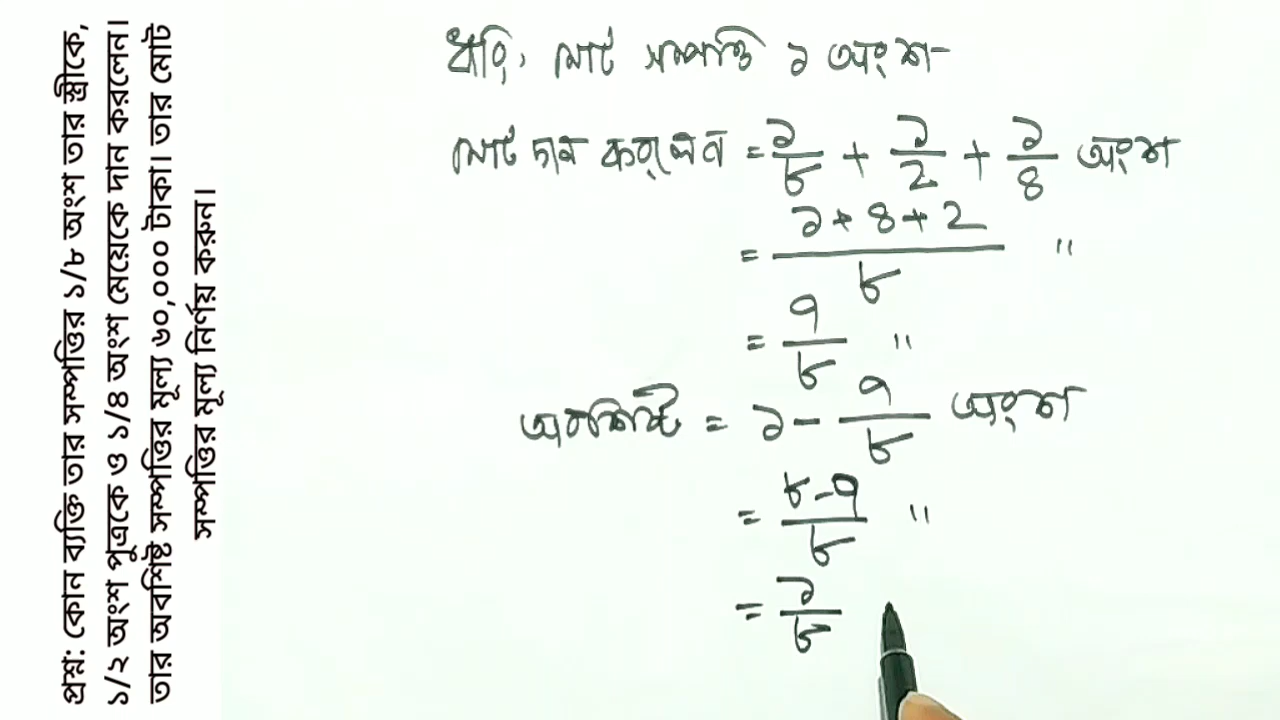 প্রশ্ন: কোন ব্যক্তি তার সম্পত্তির ১/৮ অংশ তার স্ত্রীকে,
১/২ অংশ পুত্রকে ও ১/৪ অংশ মেয়েকে দান করলেন।
তার অবশিষ্ট সম্পত্তির মূল্য ৬০,০০০ টাকা। তার মোট
সম্পত্তির মূল্য নির্ণয় করুন।
ধরি, মোট সম্পত্তি ১ অংশ
মোট দান করলেন = ১/৮ + ১/২ + ১/৪ অংশ
= ১+৪+২/৮ "
= ৭/৮ "
অবশিষ্ট = ১ - ৭/৮ অংশ
= ৮-৭/৮ "
= ১/৮